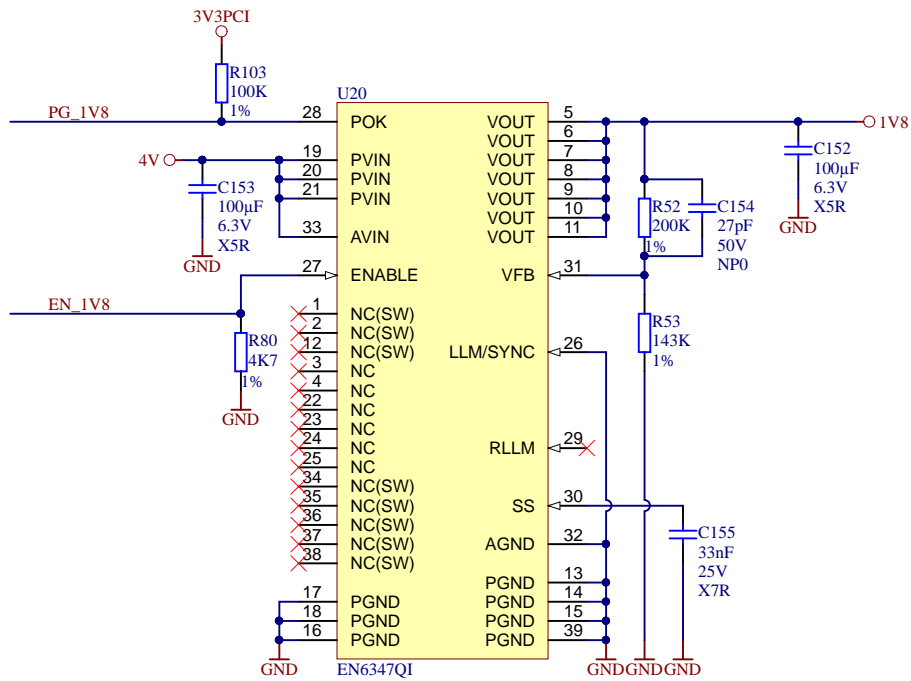 3V3PCI
R103
100K
1%
U20
PG_1V8
28
POK
VOUT
5
1V8
VOUT
6
4V
19
PVIN
VOUT
7
20
PVIN
VOUT
8
21
PVIN
VOUT
9
VOUT
10
33
AVIN
VOUT
11
C153
100µF
6.3V
X5R
GND
C152
100µF
6.3V
X5R
GND
R52
200K
1%
C154
27pF
50V
NP0
27
ENABLE
VFB
31
EN_1V8
1
NC(SW)
2
NC(SW)
12
NC(SW)
LLM/SYNC
26
3
NC
4
NC
22
NC
23
NC
24
NC
RLLM
29
25
NC
34
NC(SW)
35
NC(SW)
SS
30
36
NC(SW)
37
NC(SW)
AGND
32
38
NC(SW)
PGND
13
17
PGND
PGND
14
18
PGND
PGND
15
16
PGND
PGND
39
R80
4K7
1%
GND
R53
143K
1%
C155
33nF
25V
X7R
GND
GND
GND
GND
EN6347QI